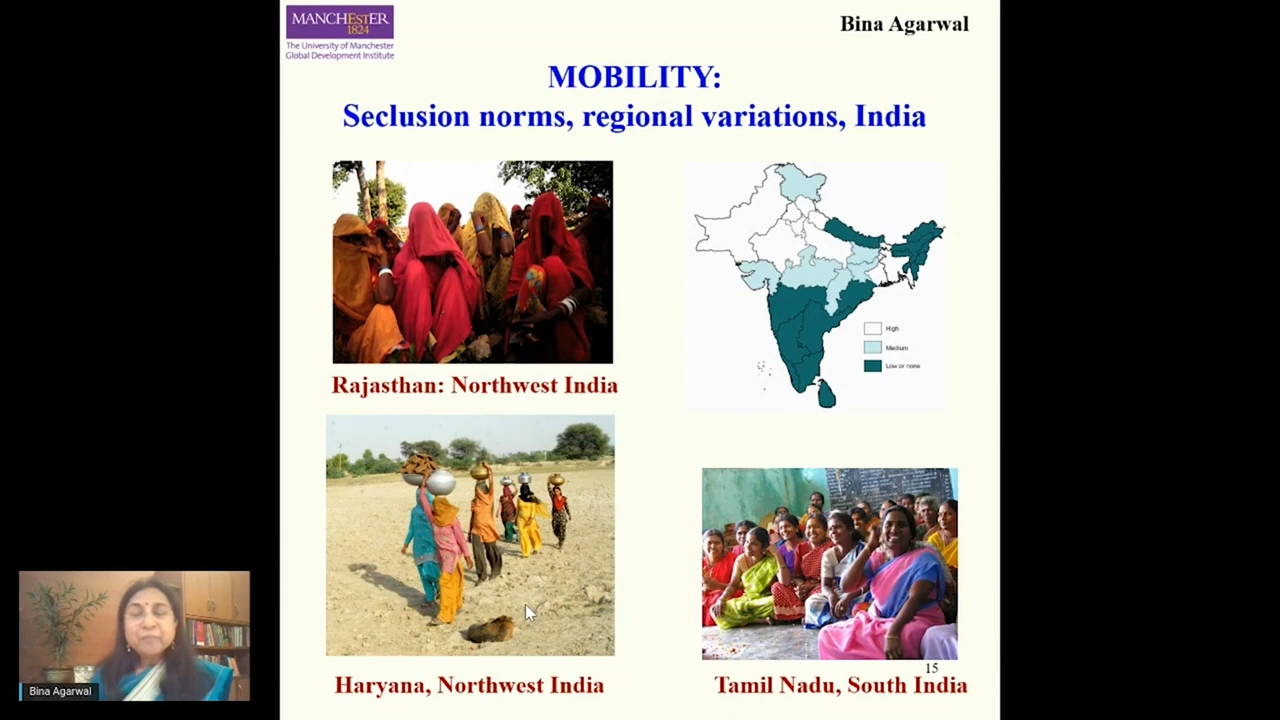 MANCHESTER
1824
The University of Manchester
Global Development Institute
Bina Agarwal
MOBILITY:
Seclusion norms, regional variations, India
High
Medium
Low or none
Rajasthan: Northwest India
Haryana, Northwest India
15
Tamil Nadu, South India
Bina Agarwal